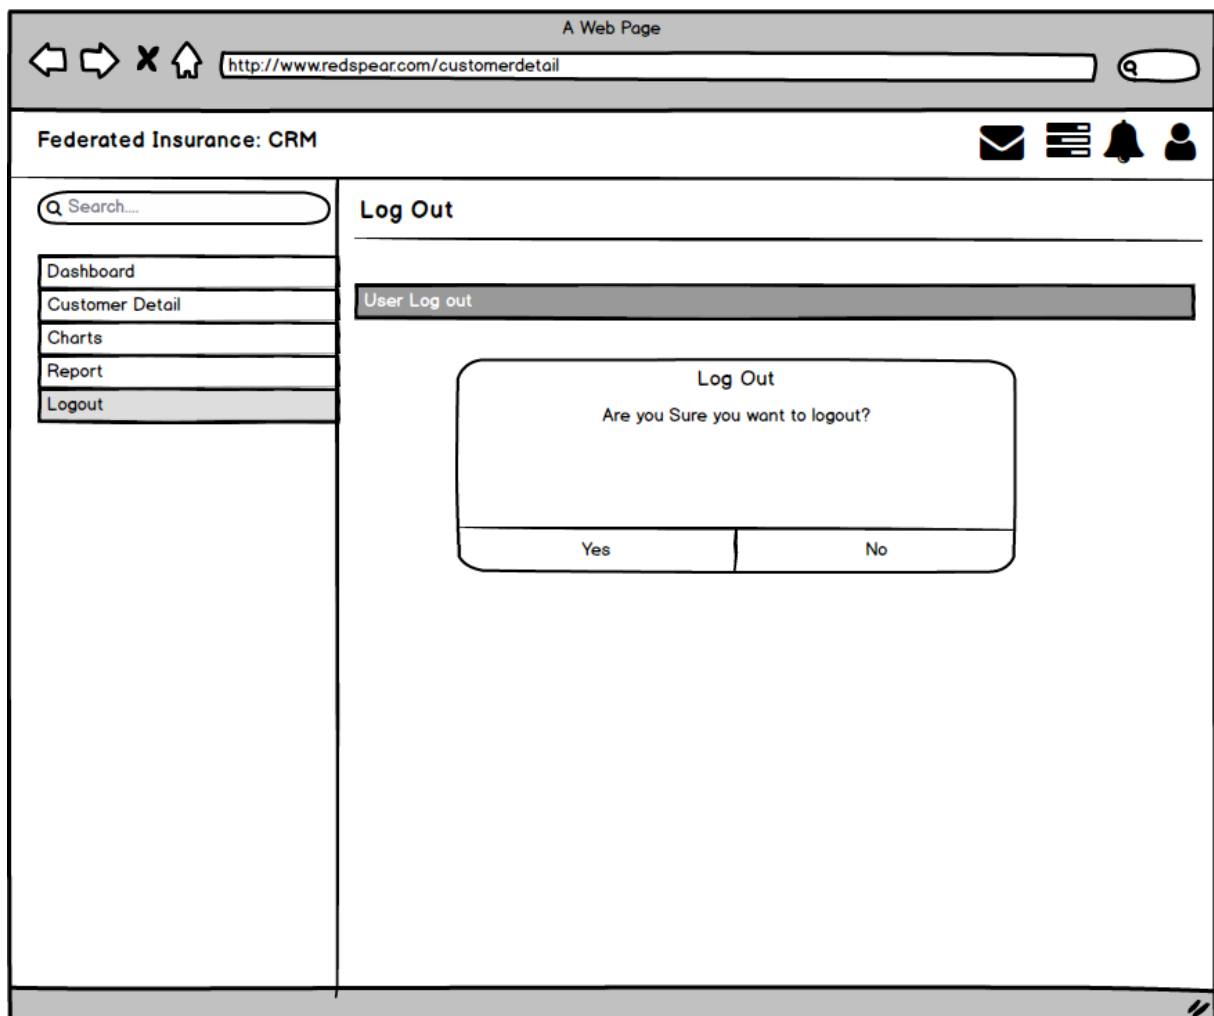 A Web Page
http://www.redspear.com/customerdetail
Federated Insurance: CRM
Search....
Dashboard
Customer Detail
Charts
Report
Logout
Log Out
User Log out
Log Out
Are you Sure you want to logout?
Yes
No